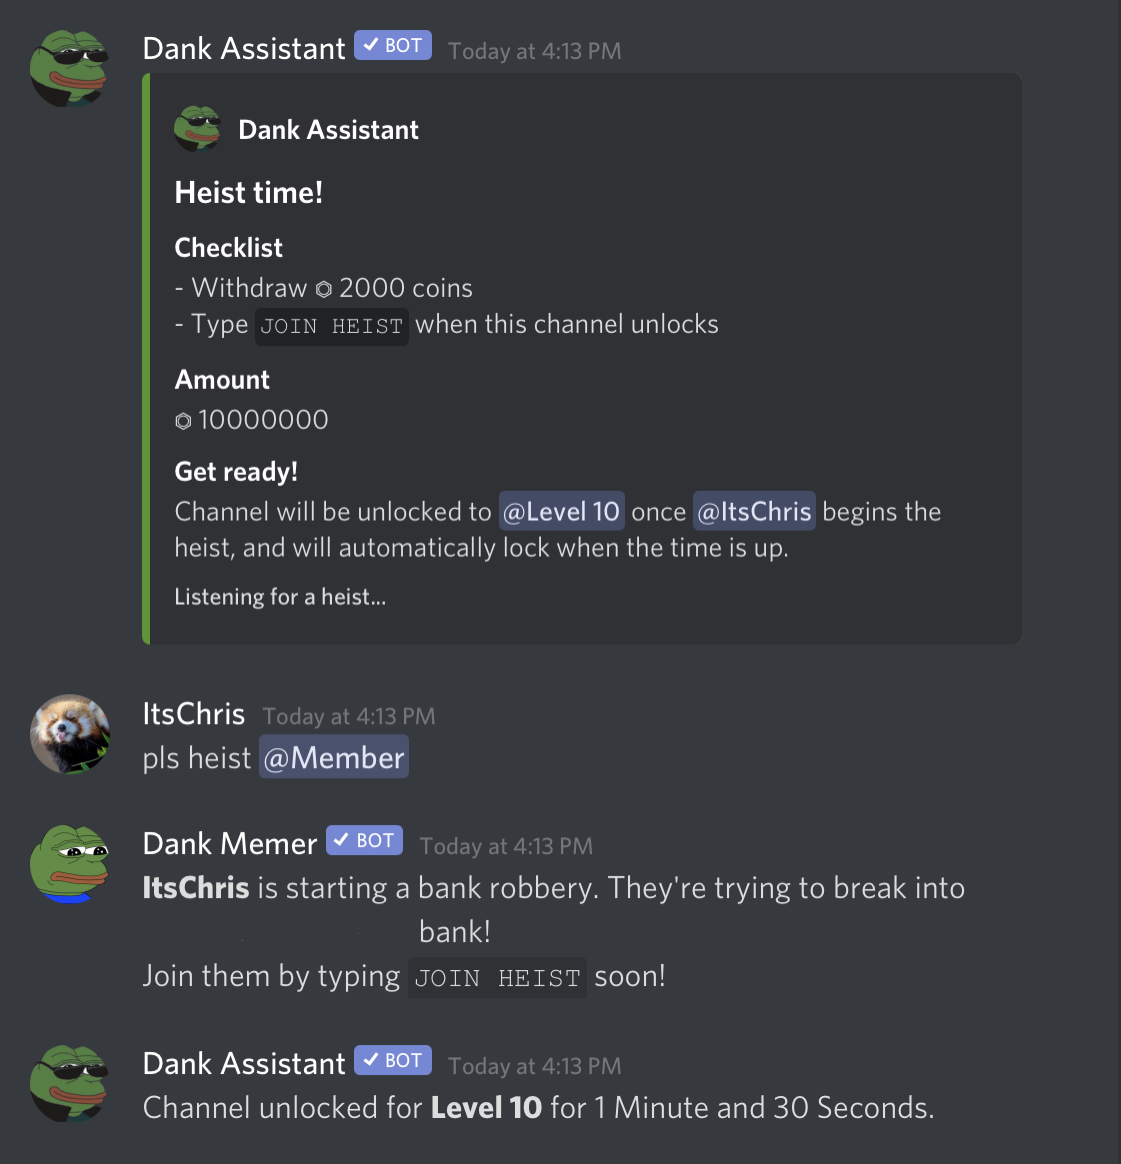 Dank Assistant BOT Today at 4:13 PM
Dank Assistant
Heist time!
Checklist
- Withdraw ⏣ 2000 coins
- Type JOIN HEIST when this channel unlocks
Amount
⏣ 10000000
Get ready!
Channel will be unlocked to @Level 10 once @ItsChris begins the
heist, and will automatically lock when the time is up.
Listening for a heist...
ItsChris Today at 4:13 PM
pls heist @Member
Dank Memer BOT Today at 4:13 PM
ItsChris is starting a bank robbery. They're trying to break into
bank!
Join them by typing JOIN HEIST soon!
Dank Assistant BOT Today at 4:13 PM
Channel unlocked for Level 10 for 1 Minute and 30 Seconds.